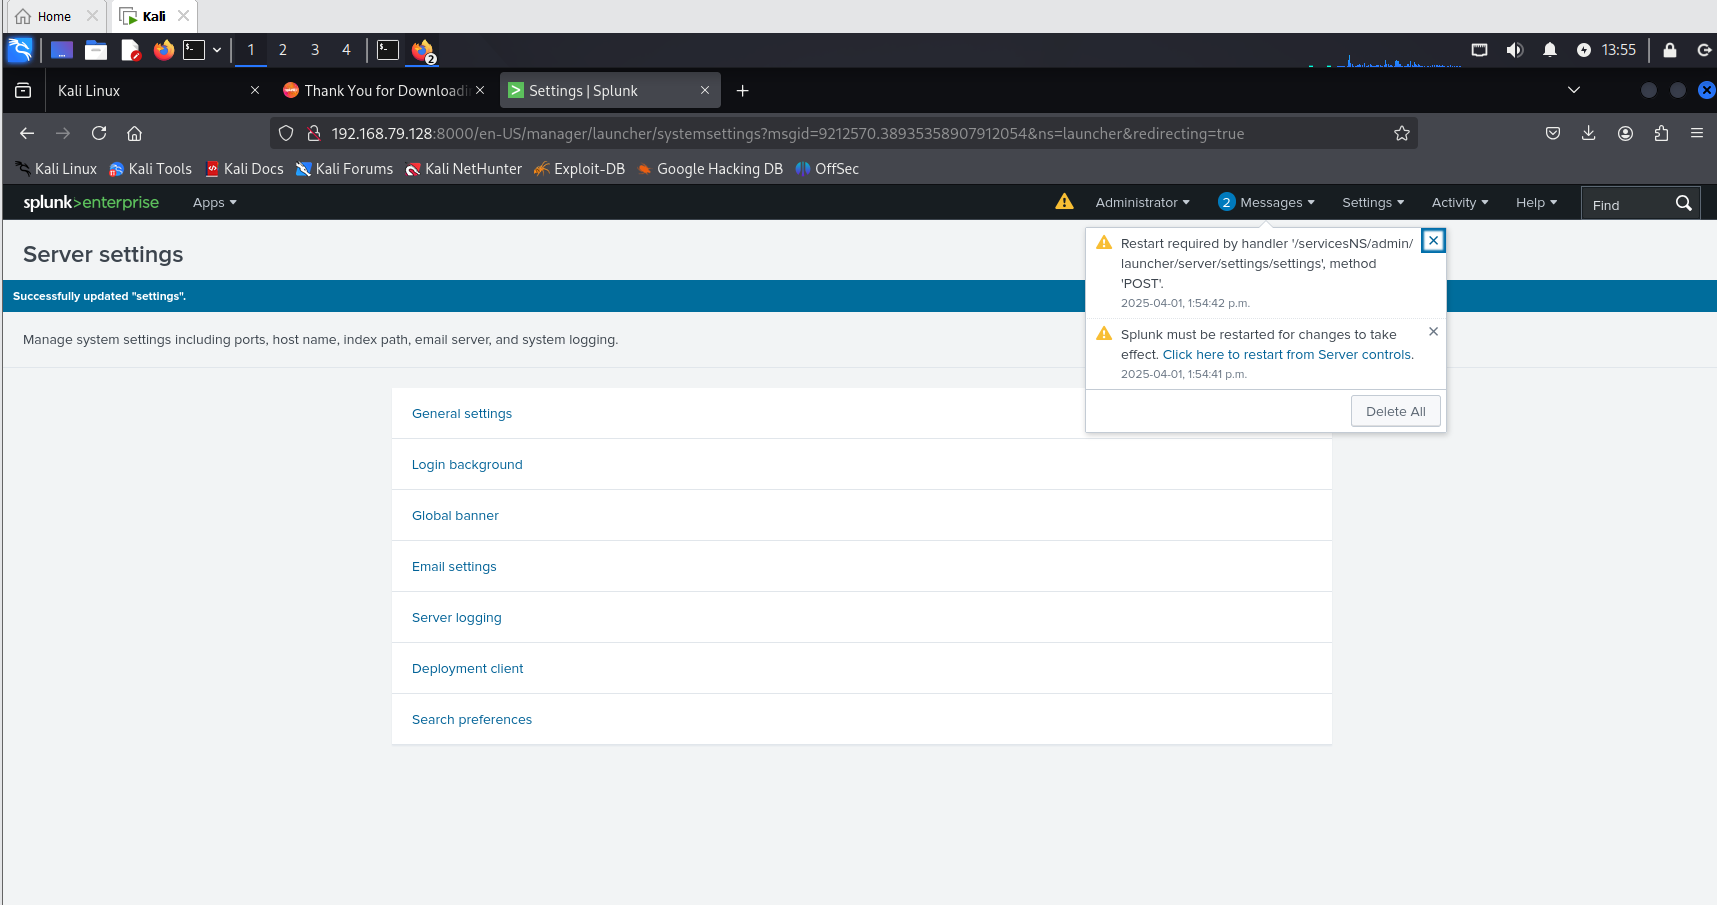 Home
Kali
1 2 3 4
2
13:55
Kali Linux
Thank You for Downloadi
Settings | Splunk
192.168.79.128:8000/en-US/manager/launcher/systemsettings?msgid=9212570.38935358907912054&ns=launcher&redirecting=true
Kali Linux
Kali Tools
Kali Docs
Kali Forums
Kali NetHunter
Exploit-DB
Google Hacking DB
OffSec
splunk>enterprise
Apps
Administrator
2 Messages
Settings
Activity
Help
Find
Server settings
Successfully updated "settings".
Manage system settings including ports, host name, index path, email server, and system logging.
Restart required by handler '/servicesNS/admin/
launcher/server/settings/settings', method
'POST'.
2025-04-01, 1:54:42 p.m.
Splunk must be restarted for changes to take
effect. Click here to restart from Server controls.
2025-04-01, 1:54:41 p.m.
Delete All
General settings
Login background
Global banner
Email settings
Server logging
Deployment client
Search preferences